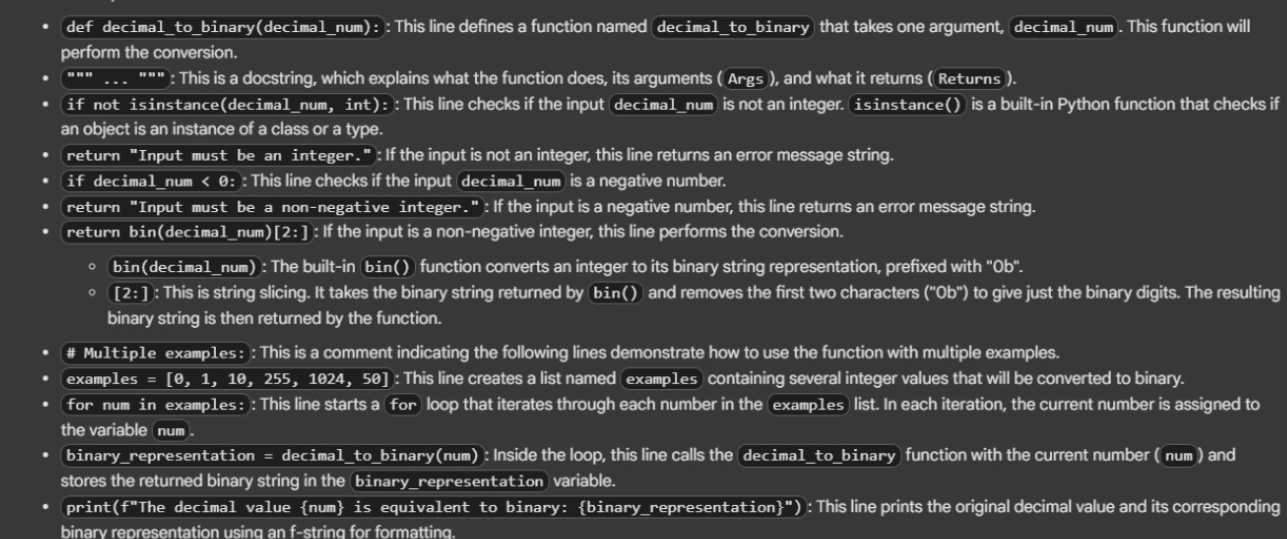 • def decimal_to_binary(decimal_num): : This line defines a function named decimal_to_binary that takes one argument, decimal_num . This function will
perform the conversion.
• """ ... """ : This is a docstring, which explains what the function does, its arguments ( Args ), and what it returns ( Returns ).
• if not isinstance(decimal_num, int): : This line checks if the input decimal_num is not an integer. isinstance() is a built-in Python function that checks if
an object is an instance of a class or a type.
• return "Input must be an integer." : If the input is not an integer, this line returns an error message string.
• if decimal_num < 0: : This line checks if the input decimal_num is a negative number.
• return "Input must be a non-negative integer." : If the input is a negative number, this line returns an error message string.
• return bin(decimal_num)[2:] : If the input is a non-negative integer, this line performs the conversion.
◦ bin(decimal_num) : The built-in bin() function converts an integer to its binary string representation, prefixed with "0b".
◦ [2:] : This is string slicing. It takes the binary string returned by bin() and removes the first two characters ("0b") to give just the binary digits. The resulting
binary string is then returned by the function.
• # Multiple examples: : This is a comment indicating the following lines demonstrate how to use the function with multiple examples.
• examples = [0, 1, 10, 255, 1024, 50] : This line creates a list named examples containing several integer values that will be converted to binary.
• for num in examples: : This line starts a for loop that iterates through each number in the examples list. In each iteration, the current number is assigned to
the variable num .
• binary_representation = decimal_to_binary(num) : Inside the loop, this line calls the decimal_to_binary function with the current number ( num ) and
stores the returned binary string in the binary_representation variable.
• print(f"The decimal value {num} is equivalent to binary: {binary_representation}") : This line prints the original decimal value and its corresponding
binary representation using an f-string for formatting.